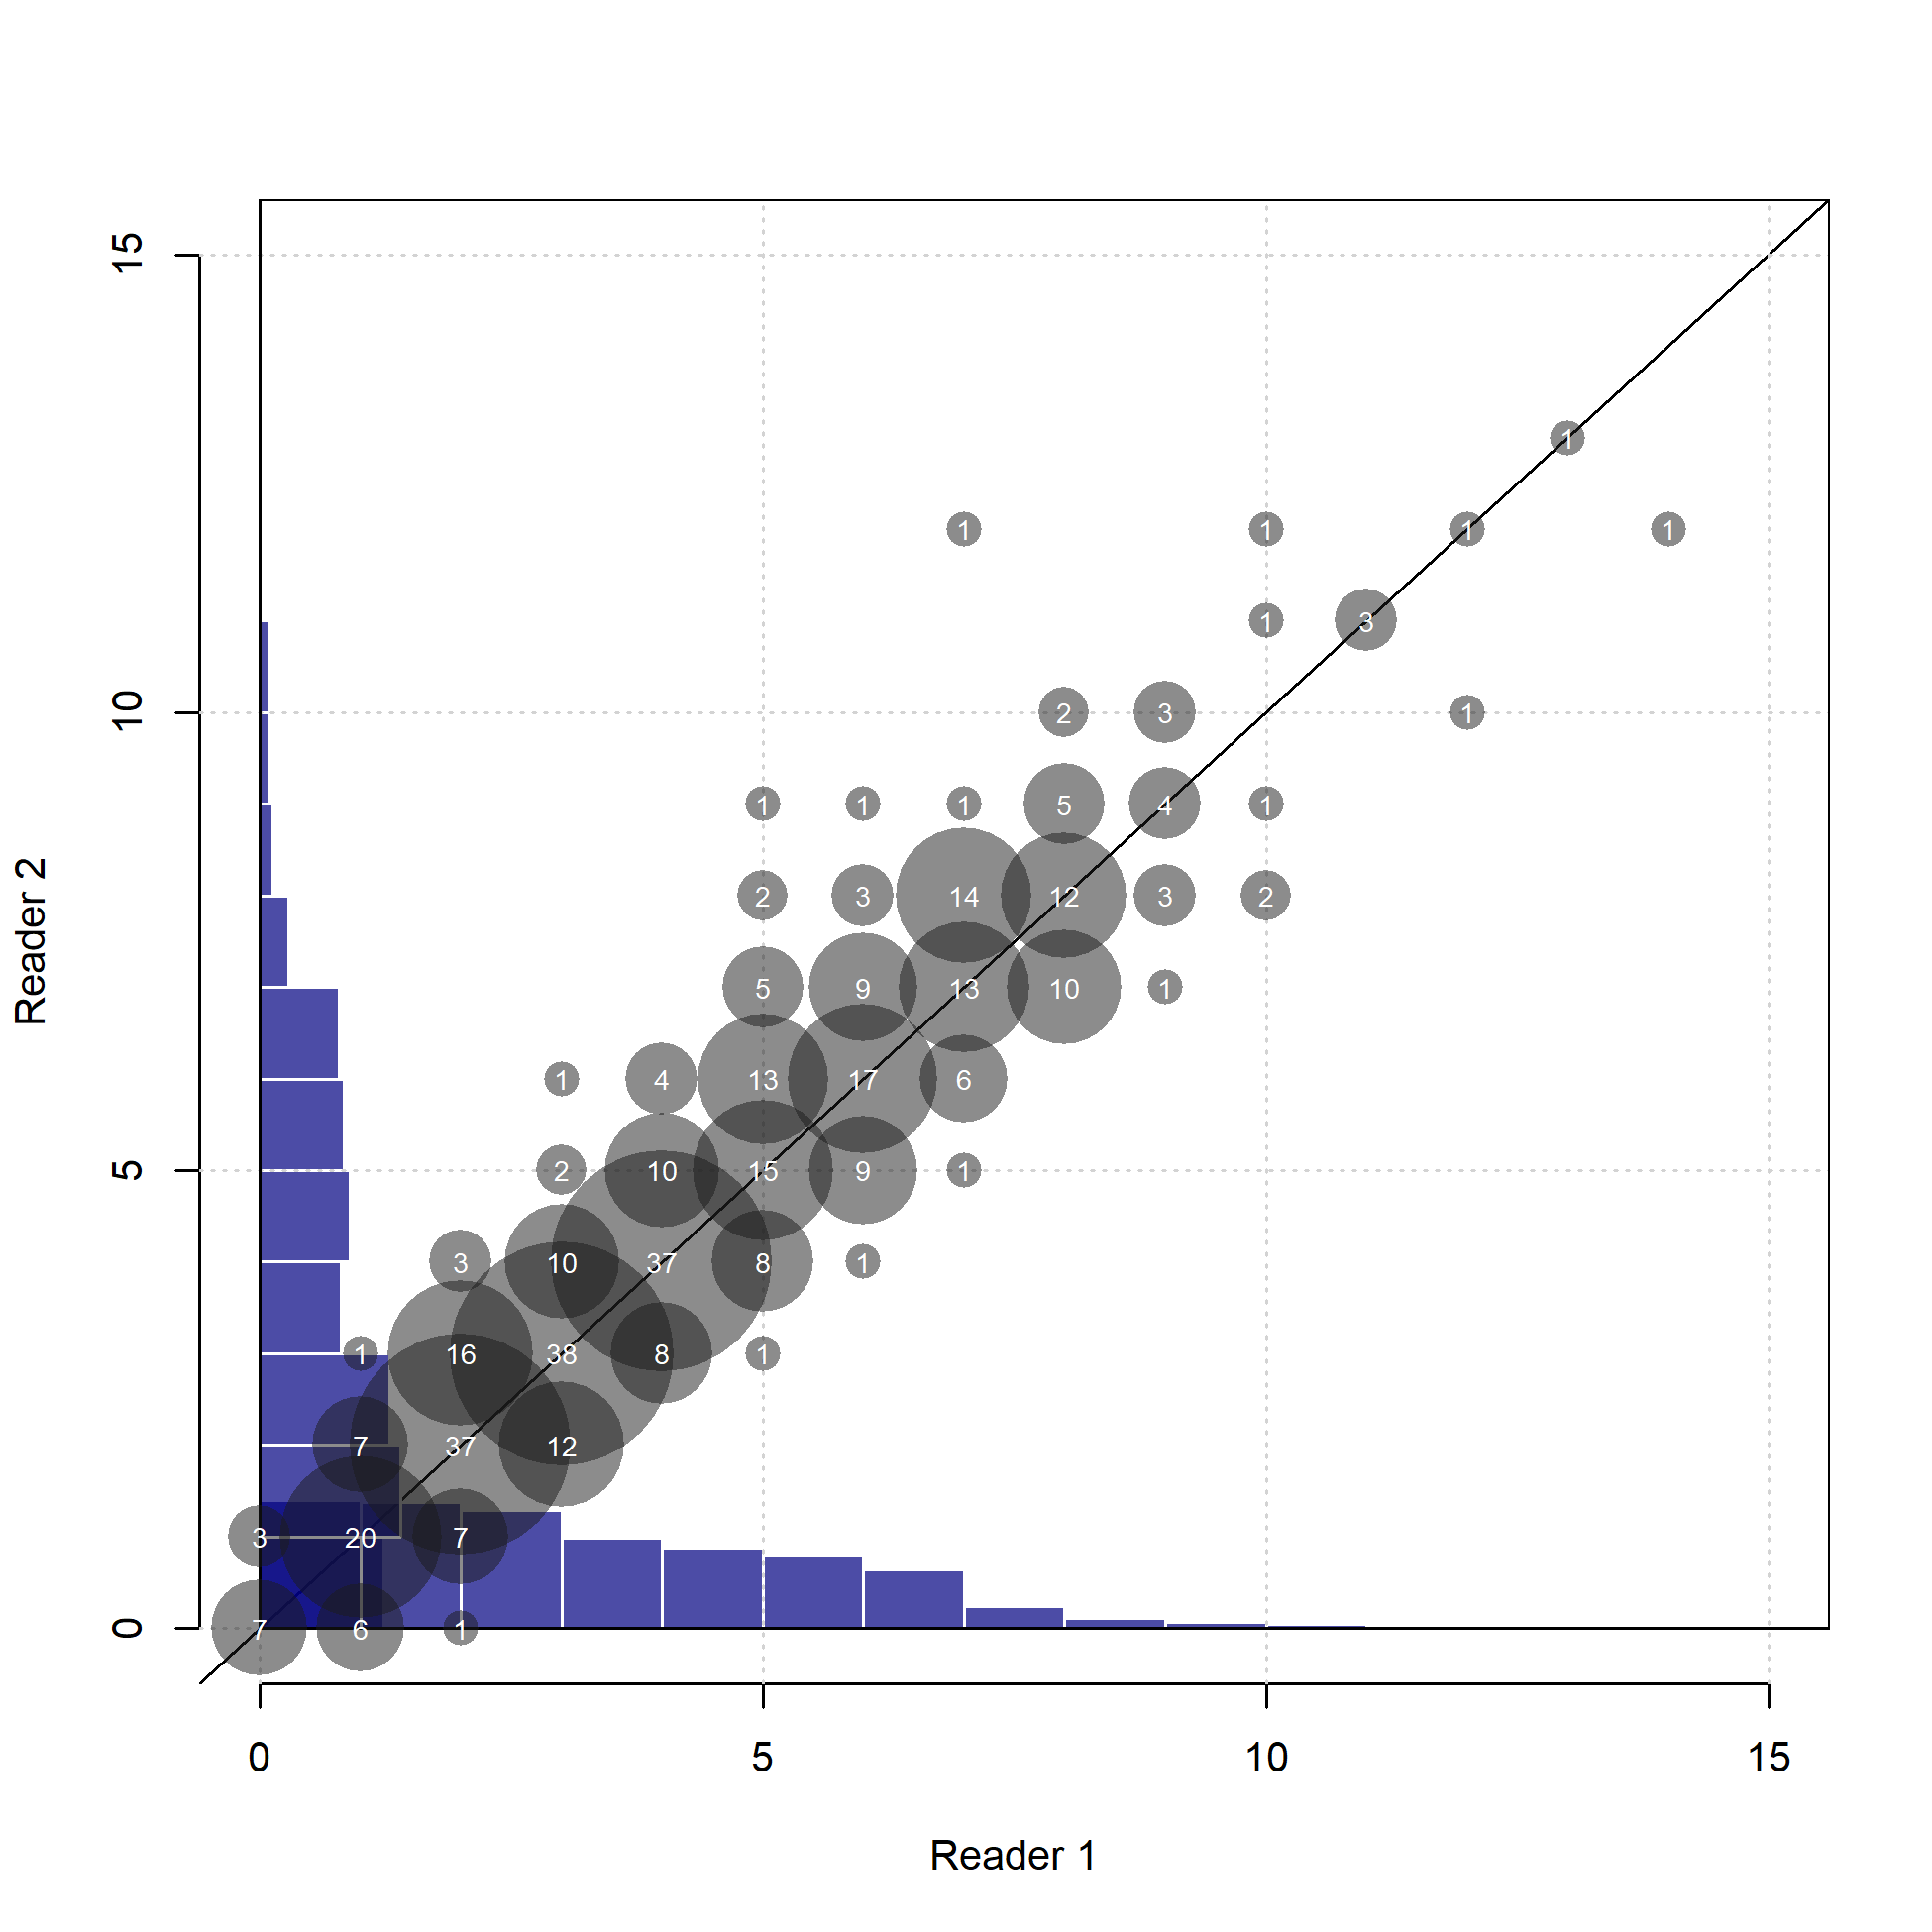 15
1
1 1 1 1
1 3
10
2 3 1
1 1 1 5 4 1
2 3 14 12 3 2
5 9 13 10 1
1 4 13 17 6
5
2 10 15 9 1
3 10 37 8 1
1 16 38 8 1
7 37 12
3 20 7
0
7 6 1
Reader 2
0 5 10 15
Reader 1